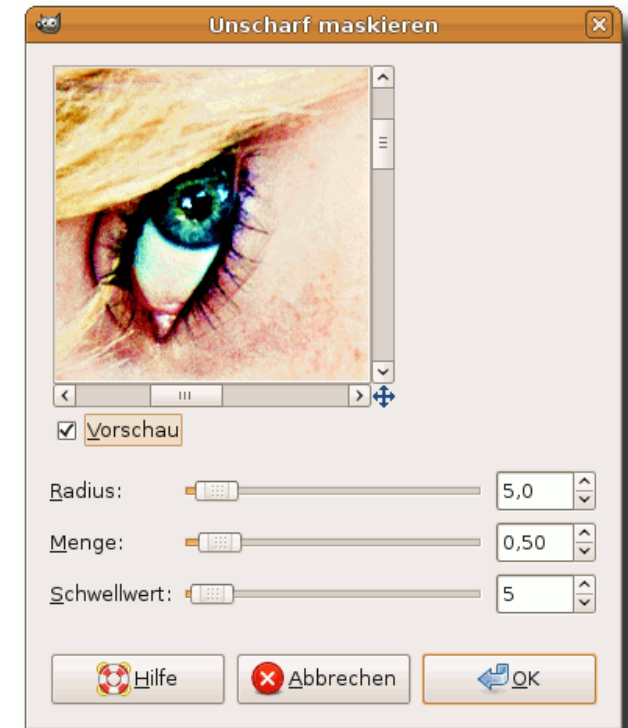 Unscharf maskieren
Vorschau
Radius: 5,0
Menge: 0,50
Schwellwert: 5
Hilfe Abbrechen OK